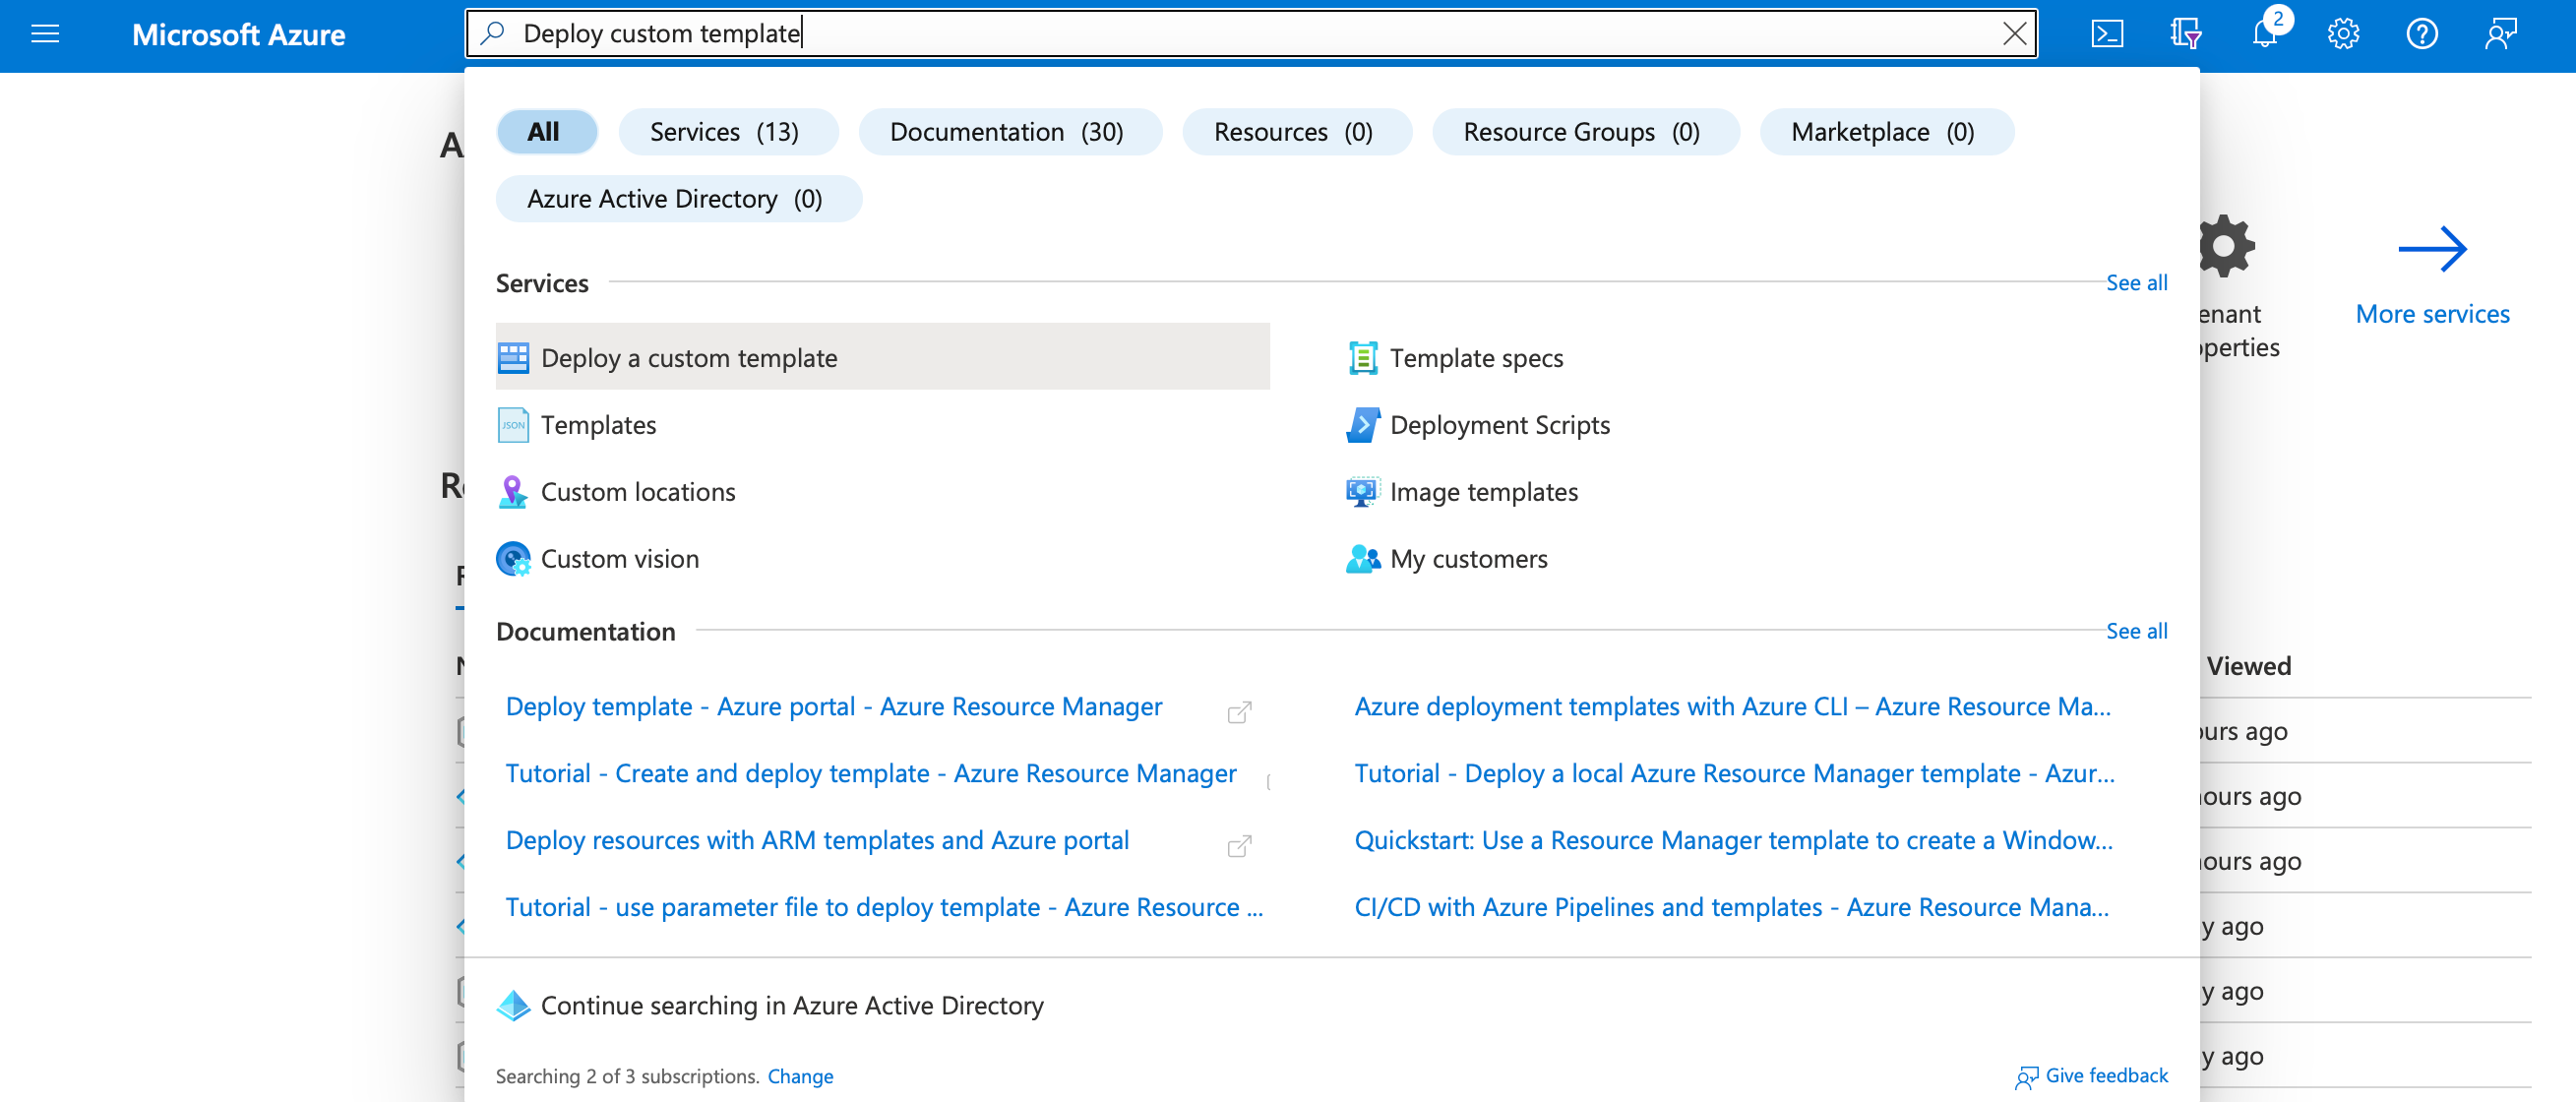 Microsoft Azure
Deploy custom template
2
All
Services (13)
Documentation (30)
Resources (0)
Resource Groups (0)
Marketplace (0)
Azure Active Directory (0)
Services
See all
Deploy a custom template
Template specs
Templates
Deployment Scripts
Custom locations
Image templates
Custom vision
My customers
Documentation
See all
Deploy template - Azure portal - Azure Resource Manager
Azure deployment templates with Azure CLI – Azure Resource Ma...
Tutorial - Create and deploy template - Azure Resource Manager
Tutorial - Deploy a local Azure Resource Manager template - Azur...
Deploy resources with ARM templates and Azure portal
Quickstart: Use a Resource Manager template to create a Window...
Tutorial - use parameter file to deploy template - Azure Resource ...
CI/CD with Azure Pipelines and templates - Azure Resource Mana...
Continue searching in Azure Active Directory
Searching 2 of 3 subscriptions. Change
Give feedback
More services
Viewed
ago
ago
ago
ago
ago
ago